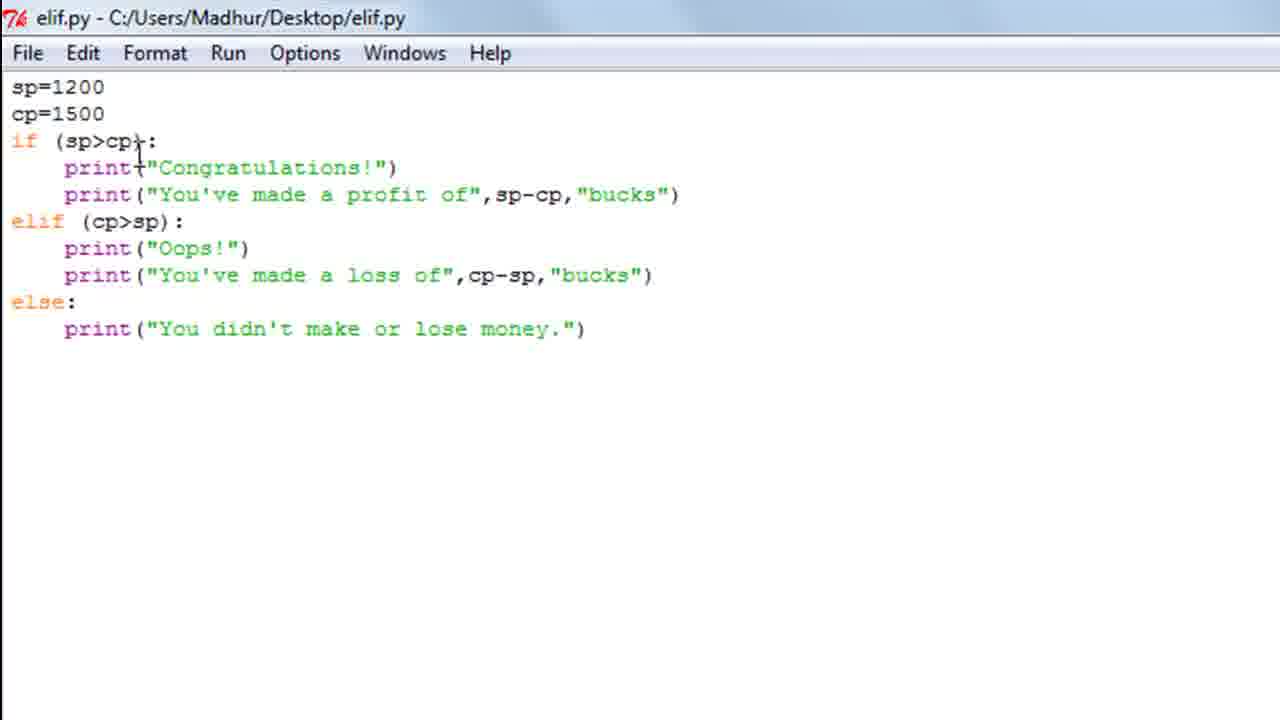 elif.py - C:/Users/Madhur/Desktop/elif.py
File Edit Format Run Options Windows Help
sp=1200
cp=1500
if (sp>cp):
    print("Congratulations!")
    print("You've made a profit of",sp-cp,"bucks")
elif (cp>sp):
    print("Oops!")
    print("You've made a loss of",cp-sp,"bucks")
else:
    print("You didn't make or lose money.")